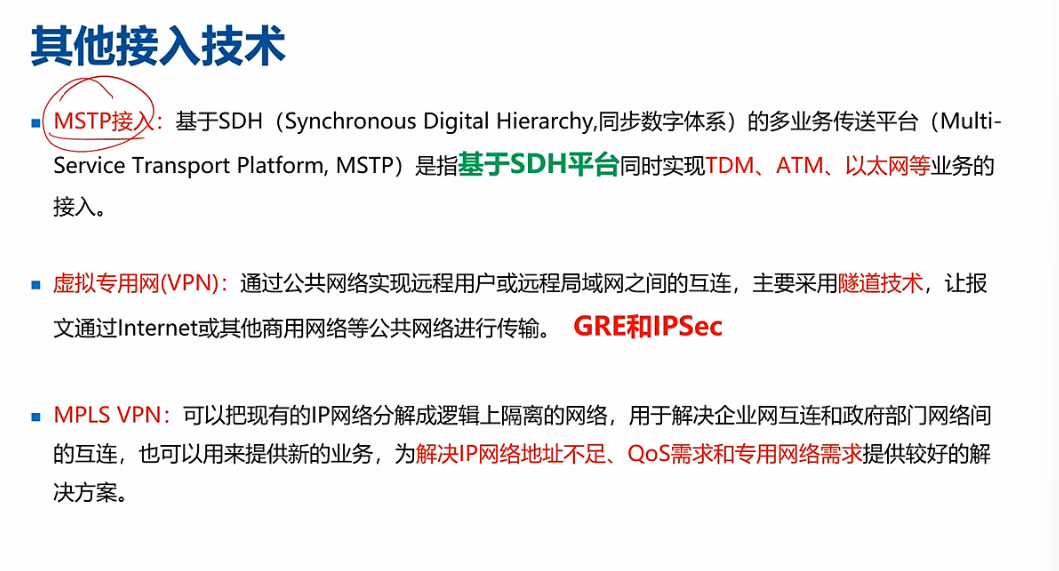 其他接入技术
MSTP接入：基于SDH（Synchronous Digital Hierarchy,同步数字体系）的多业务传送平台（Multi-
Service Transport Platform, MSTP）是指基于SDH平台同时实现TDM、ATM、以太网等业务的
接入。
虚拟专用网(VPN)：通过公共网络实现远程用户或远程局域网之间的互连，主要采用隧道技术，让报
文通过Internet或其他商用网络等公共网络进行传输。 GRE和IPSec
MPLS VPN：可以把现有的IP网络分解成逻辑上隔离的网络，用于解决企业网互连和政府部门网络间
的互连，也可以用来提供新的业务，为解决IP网络地址不足、QoS需求和专用网络需求提供较好的解
决方案。